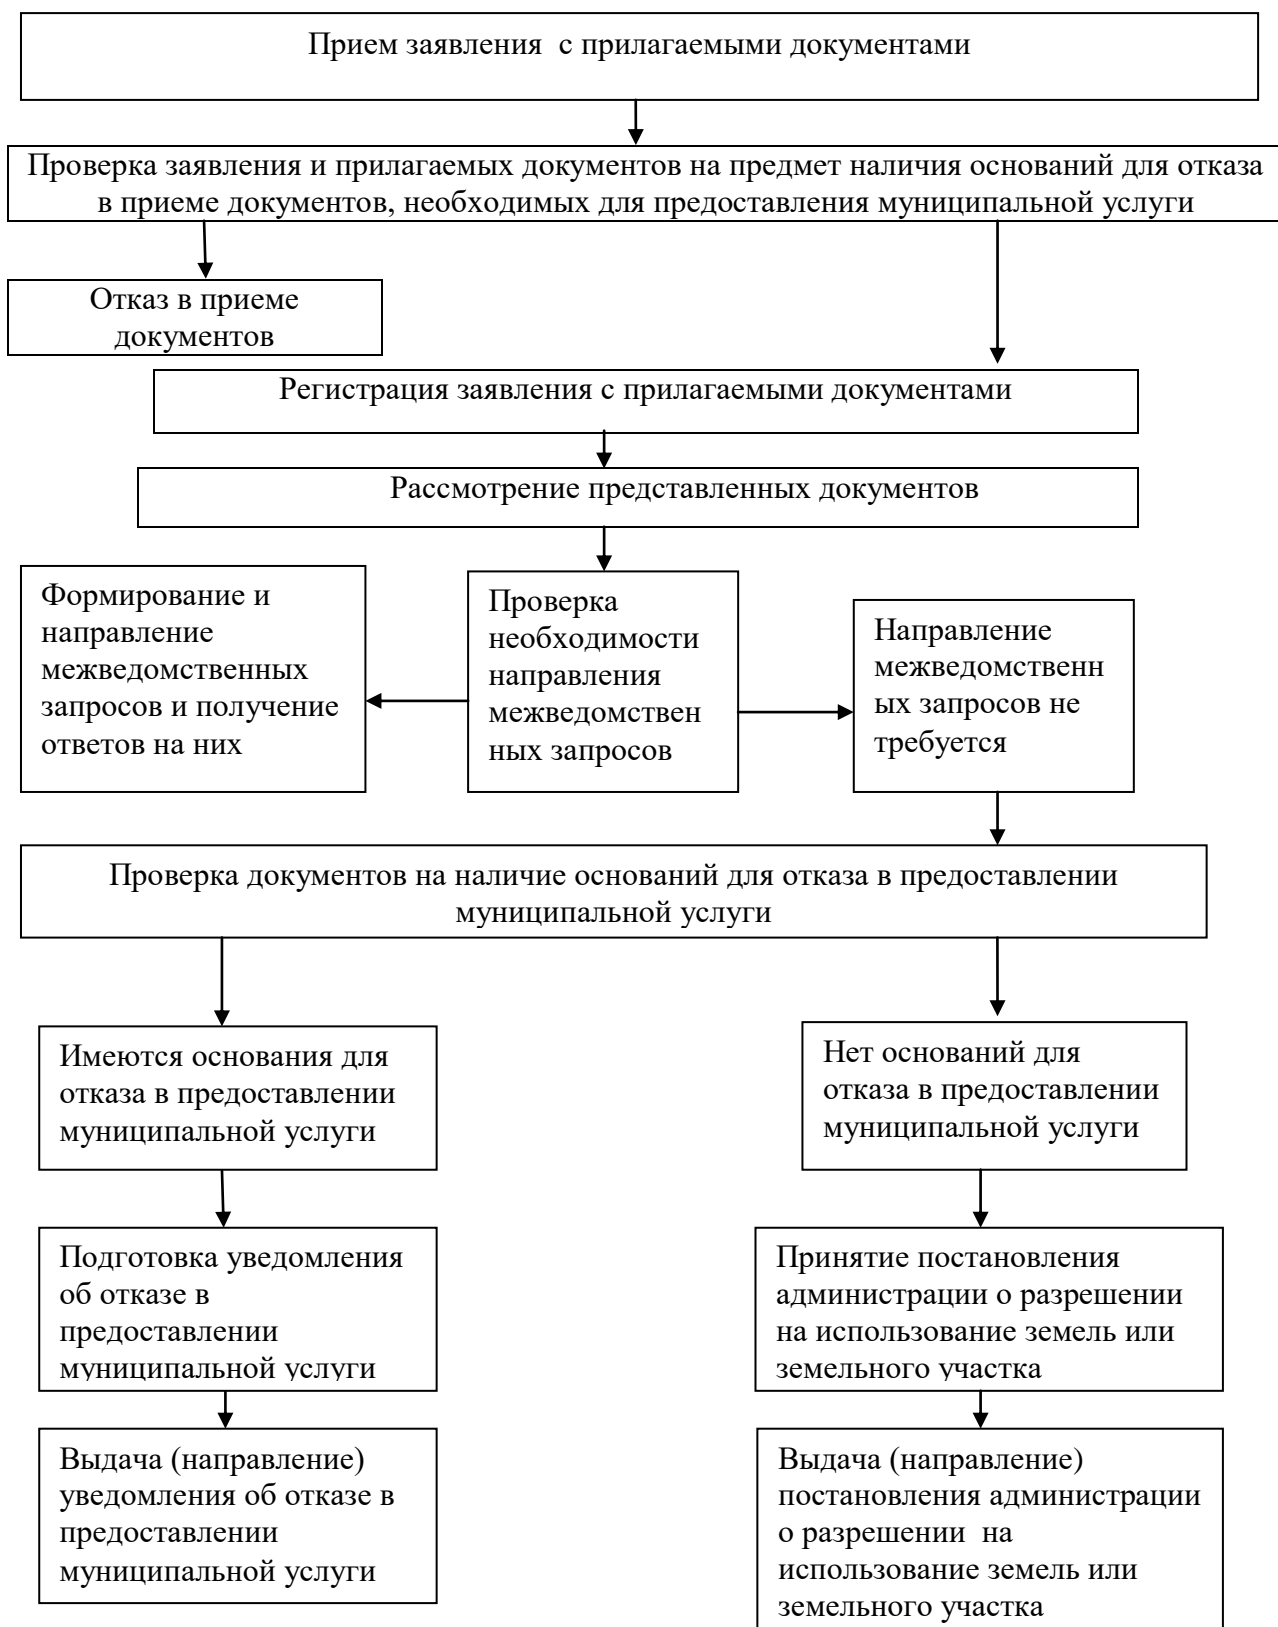 Прием заявления  с прилагаемыми документами
Проверка заявления и прилагаемых документов на предмет наличия оснований для отказа
в приеме документов, необходимых для предоставления муниципальной услуги
Отказ в приеме
документов
Регистрация заявления с прилагаемыми документами
Рассмотрение представленных документов
Формирование и
направление
межведомственных
запросов и получение
ответов на них
Проверка
необходимости
направления
межведомствен
ных запросов
Направление
межведомственн
ых запросов не
требуется
Проверка документов на наличие оснований для отказа в предоставлении
муниципальной услуги
Имеются основания для
отказа в предоставлении
муниципальной услуги
Нет оснований для
отказа в предоставлении
муниципальной услуги
Подготовка уведомления
об отказе в
предоставлении
муниципальной услуги
Принятие постановления
администрации о разрешении
на использование земель или
земельного участка
Выдача (направление)
уведомления об отказе в
предоставлении
муниципальной услуги
Выдача (направление)
постановления администрации
о разрешении  на
использование земель или
земельного участка